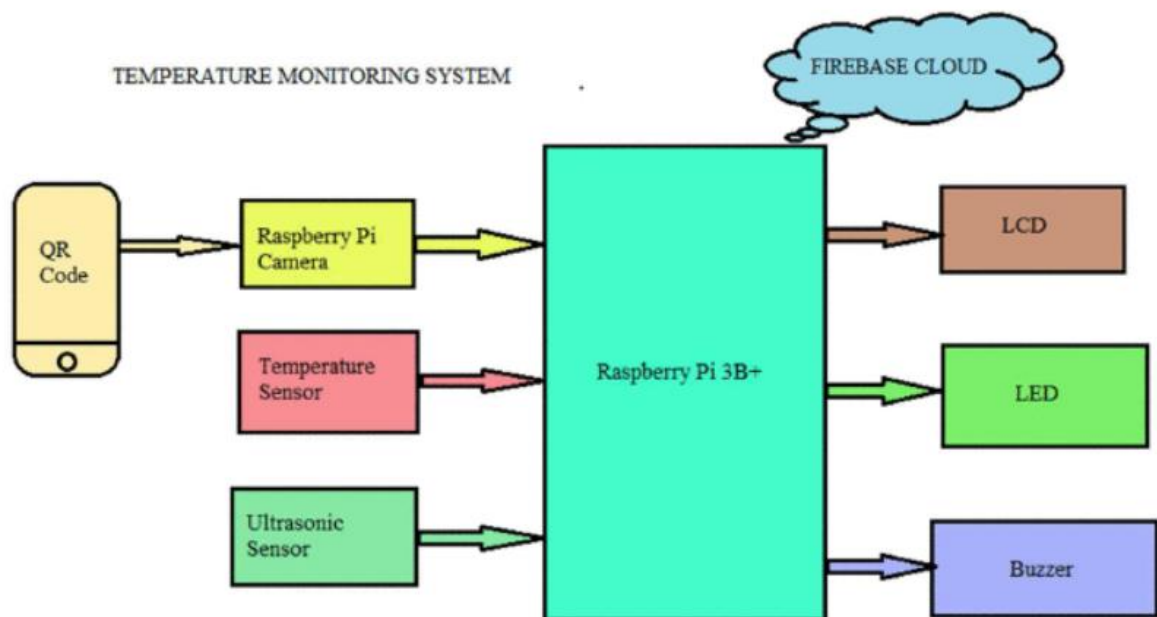 TEMPERATURE MONITORING SYSTEM
FIREBASE CLOUD
QR
Code
Raspberry Pi
Camera
Temperature
Sensor
Ultrasonic
Sensor
Raspberry Pi 3B+
LCD
LED
Buzzer